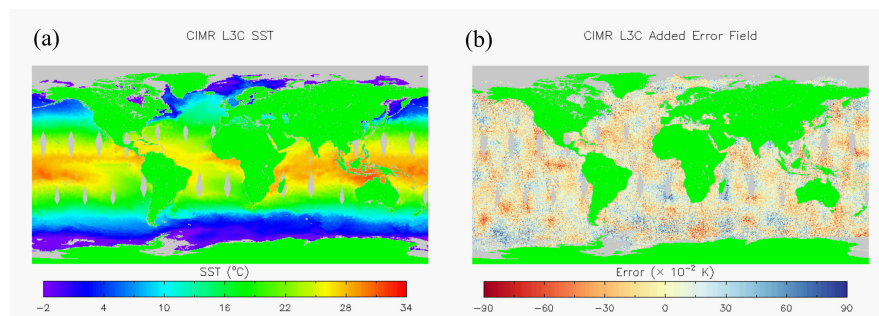 (a)
CIMR L3C SST
SST (°C)
−2 4 10 16 22 28 34
(b)
CIMR L3C Added Error Field
Error (× 10⁻² K)
−90 −60 −30 0 30 60 90